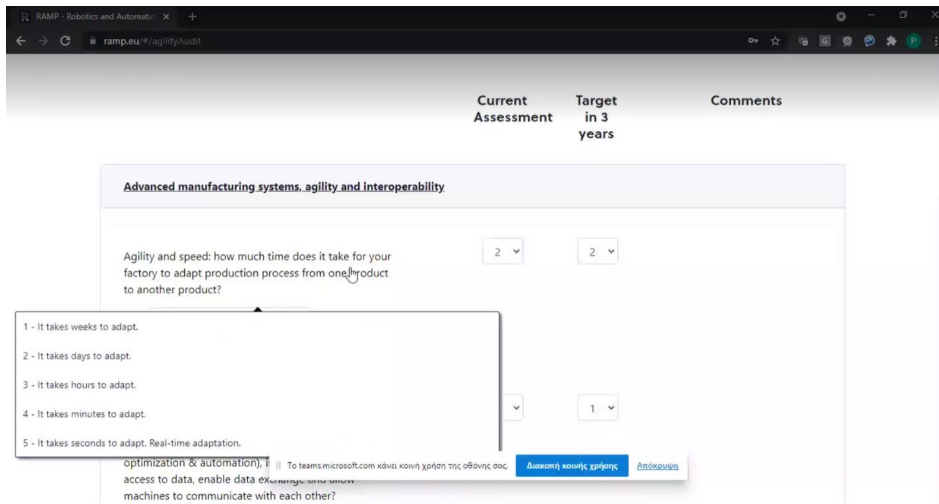 RAMP - Robotics and Automatio
ramp.eu/#/agilityAudit
Current Assessment
Target in 3 years
Comments
Advanced manufacturing systems, agility and interoperability
Agility and speed: how much time does it take for your
factory to adapt production process from one product
to another product?
2
2
1 - It takes weeks to adapt.
2 - It takes days to adapt.
3 - It takes hours to adapt.
4 - It takes minutes to adapt.
5 - It takes seconds to adapt. Real-time adaptation.
1
optimization & automation),
Το teams.microsoft.com κάνει κοινή χρήση της οθόνης σας.
Διακοπή κοινής χρήσης
Απόκρυψη
access to data, enable data exchange and allow
machines to communicate with each other?